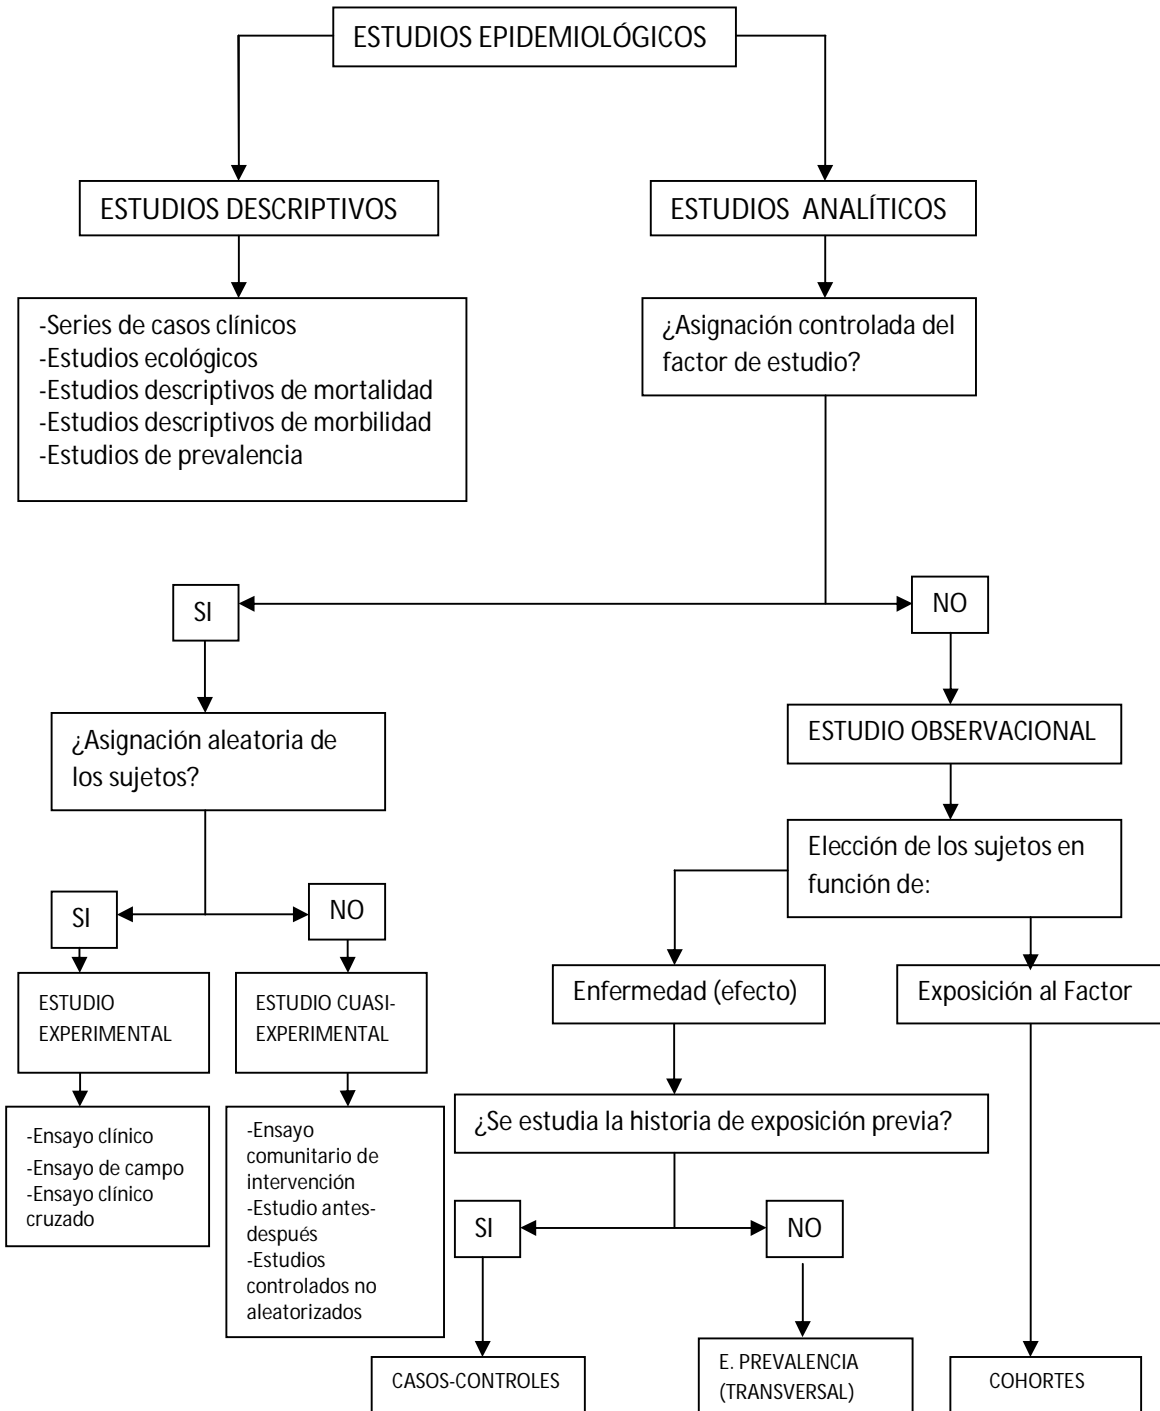 ESTUDIOS EPIDEMIOLÓGICOS
ESTUDIOS DESCRIPTIVOS
ESTUDIOS ANALÍTICOS
-Series de casos clínicos
-Estudios ecológicos
-Estudios descriptivos de mortalidad
-Estudios descriptivos de morbilidad
-Estudios de prevalencia
¿Asignación controlada del
factor de estudio?
SI
NO
¿Asignación aleatoria de
los sujetos?
ESTUDIO OBSERVACIONAL
Elección de los sujetos en
función de:
SI
NO
ESTUDIO
EXPERIMENTAL
ESTUDIO CUASI-
EXPERIMENTAL
Enfermedad (efecto)
Exposición al Factor
-Ensayo clínico
-Ensayo de campo
-Ensayo clínico
cruzado
-Ensayo
comunitario de
intervención
-Estudio antes-
después
-Estudios
controlados no
aleatorizados
¿Se estudia la historia de exposición previa?
SI
NO
CASOS-CONTROLES
E. PREVALENCIA
(TRANSVERSAL)
COHORTES